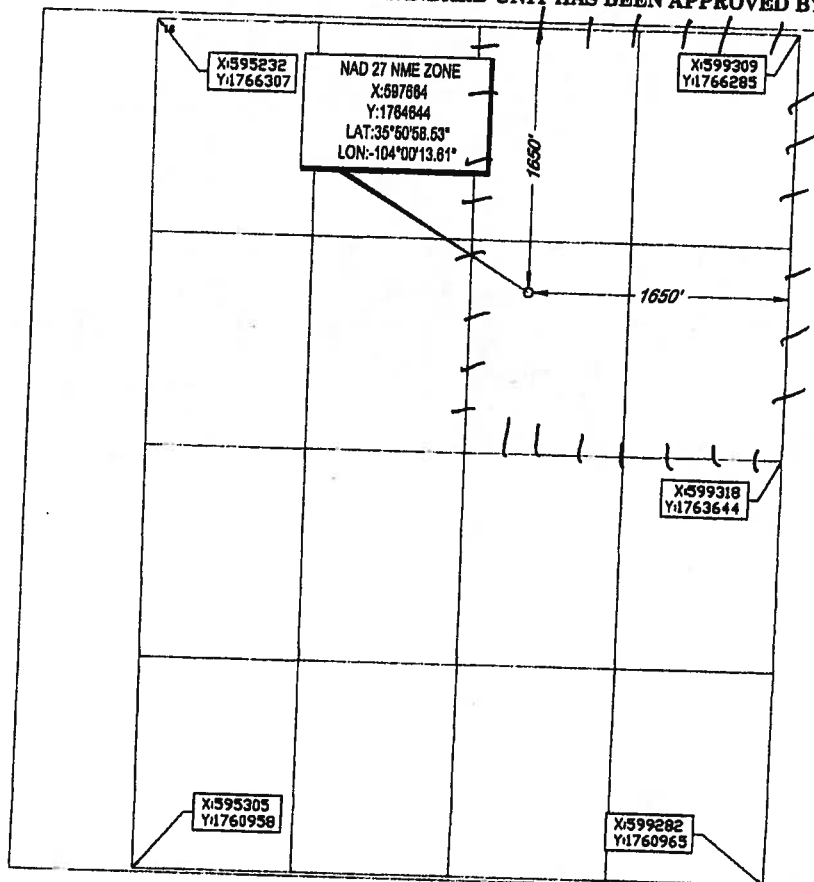 UNIT HAS BEEN APPROVED BY
X:595232
Y:1766307
NAD 27 NME ZONE
X:597664
Y:1764644
LAT:35°50'58.53"
LON:-104°00'13.61"
X:599309
Y:1766285
1650'
1650'
X:599318
Y:1763644
X:595305
Y:1760958
X:599282
Y:1760965